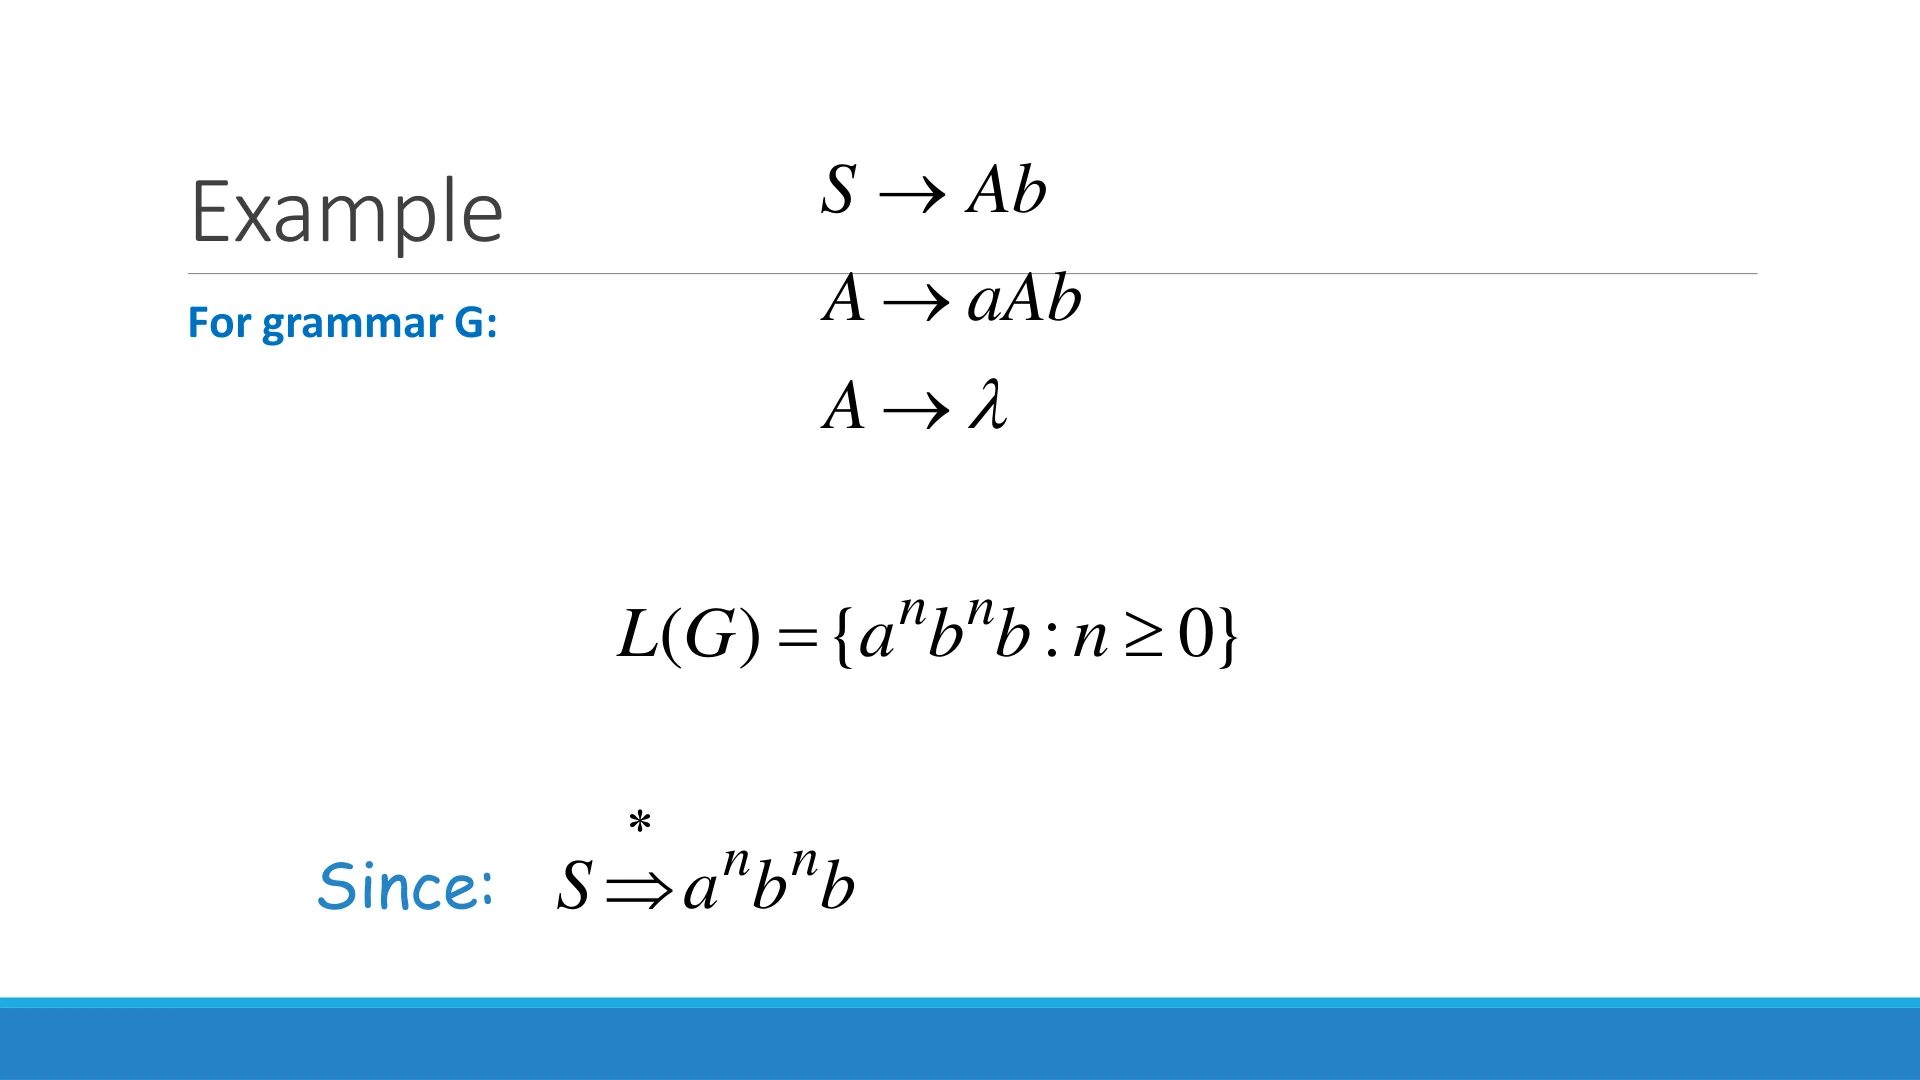 Example
S → Ab
A → aAb
A → λ
For grammar G:
L(G) = {aⁿbⁿb : n ≥ 0}
Since: S ⇒* aⁿbⁿb